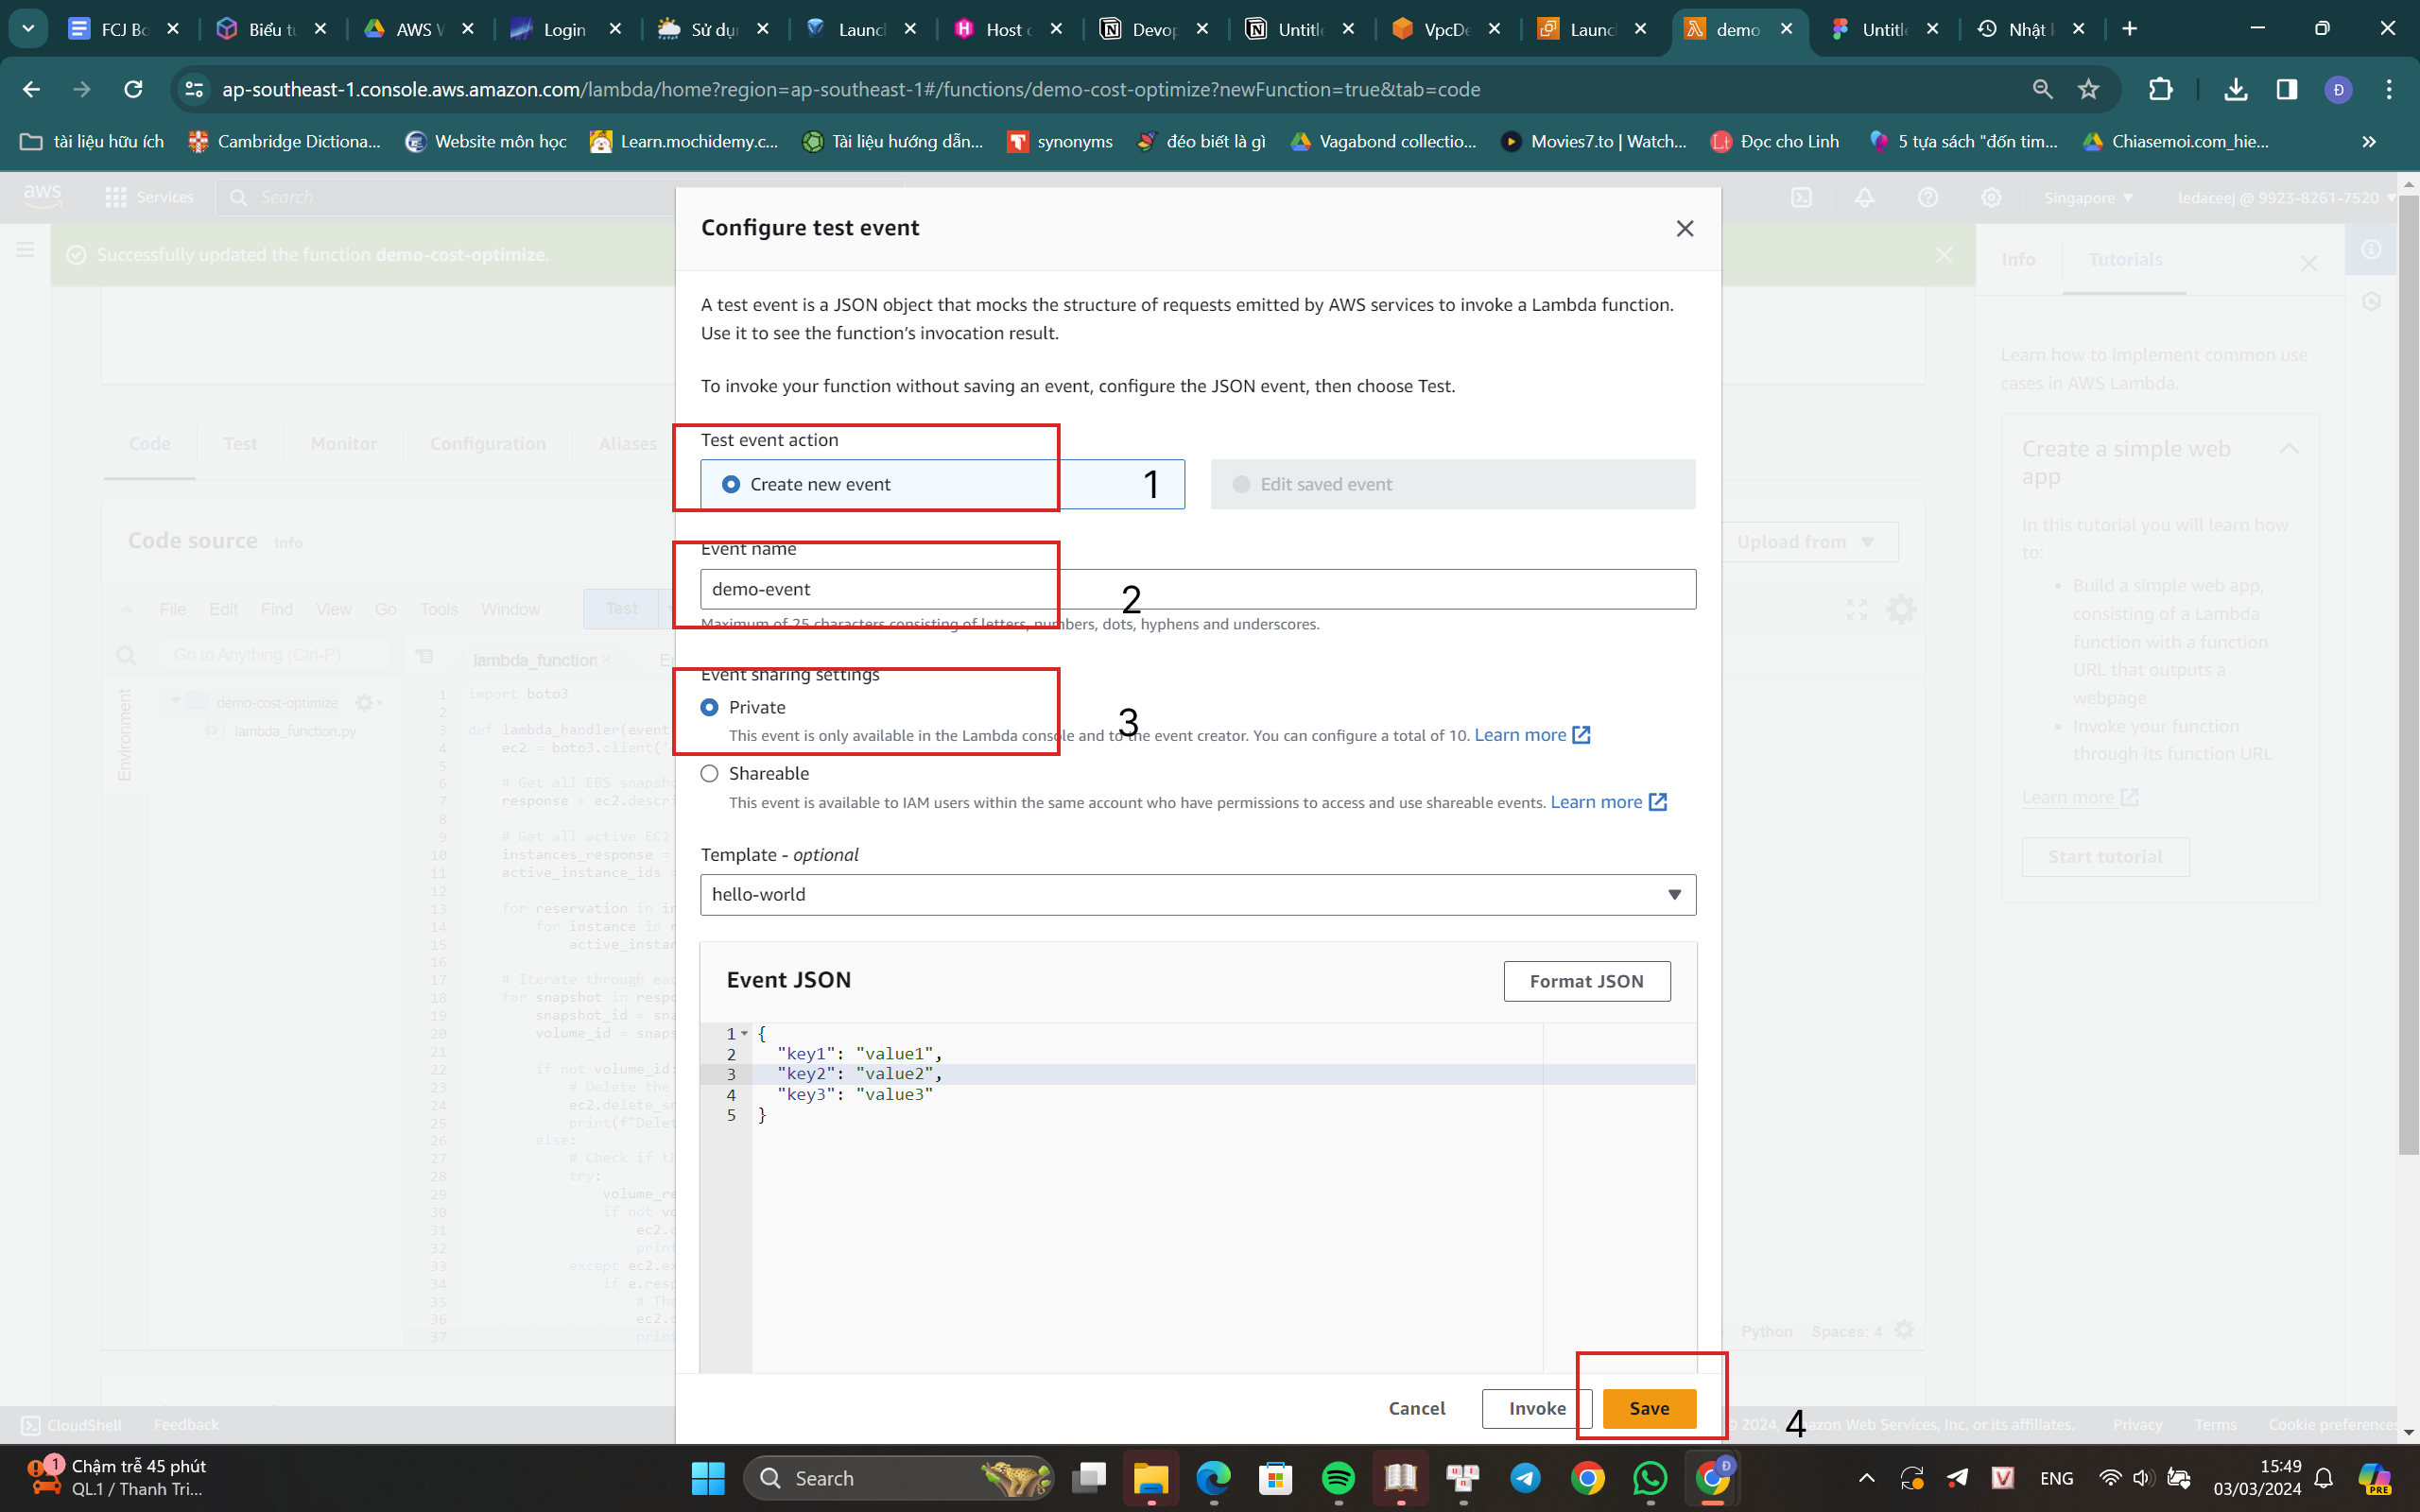 FCJ Bo
Biểu t
AWS V
Login
Sử dụn
Launc
Host c
Devop
Untitle
VpcDe
Launc
demo
Untitle
Nhật k
ap-southeast-1.console.aws.amazon.com/lambda/home?region=ap-southeast-1#/functions/demo-cost-optimize?newFunction=true&tab=code
Đ
tài liệu hữu ích
Cambridge Dictiona...
Website môn học
Learn.mochidemy.c...
Tài liệu hướng dẫn...
synonyms
đéo biết là gì
Vagabond collectio...
Movies7.to | Watch...
Đọc cho Linh
5 tựa sách "đốn tim...
Chiasemoi.com_hie...
aws
Services
Search
Singapore
ledaceej @ 9923-8261-7520
Successfully updated the function demo-cost-optimize.
Code
Test
Monitor
Configuration
Aliases
Code source
Info
Upload from
File
Edit
Find
View
Go
Tools
Window
Test
Go to Anything (Ctrl-P)
lambda_function
Environment
demo-cost-optimize
lambda_function.py
1 import boto3
2
3 def lambda_handler(event
4 ec2 = boto3.client('
5
6 # Get all EBS snapsh
7 response = ec2.descri
8
9 # Get all active EC2
10 instances_response =
11 active_instance_ids =
12
13 for reservation in in
14 for instance in r
15 active_instan
16
17 # Iterate through eac
18 for snapshot in respo
19 snapshot_id = sna
20 volume_id = snaps
21
22 if not volume_id:
23 # Delete the
24 ec2.delete_sn
25 print(f"Delet
26 else:
27 # Check if th
28 try:
29 volume_re
30 if not vo
31 ec2.d
32 print
33 except ec2.ex
34 if e.resp
35 # The
36 ec2.d
37 print
Configure test event
A test event is a JSON object that mocks the structure of requests emitted by AWS services to invoke a Lambda function.
Use it to see the function's invocation result.
To invoke your function without saving an event, configure the JSON event, then choose Test.
Test event action
Create new event
1
Edit saved event
Event name
demo-event
2
Maximum of 25 characters consisting of letters, numbers, dots, hyphens and underscores.
Event sharing settings
Private
3
This event is only available in the Lambda console and to the event creator. You can configure a total of 10. Learn more
Shareable
This event is available to IAM users within the same account who have permissions to access and use shareable events. Learn more
Template - optional
hello-world
Event JSON
Format JSON
1 {
2 "key1": "value1",
3 "key2": "value2",
4 "key3": "value3"
5 }
Cancel
Invoke
Save
4
Info
Tutorials
Learn how to implement common use
cases in AWS Lambda.
Create a simple web
app
In this tutorial you will learn how
to:
• Build a simple web app,
consisting of a Lambda
function with a function
URL that outputs a
webpage
• Invoke your function
through its function URL
Learn more
Start tutorial
Python
Spaces: 4
CloudShell
Feedback
© 2024, Amazon Web Services, Inc. or its affiliates.
Privacy
Terms
Cookie preferences
1
Chậm trễ 45 phút
QL.1 / Thanh Trì...
Search
Đ
ENG
15:49
03/03/2024
PRE